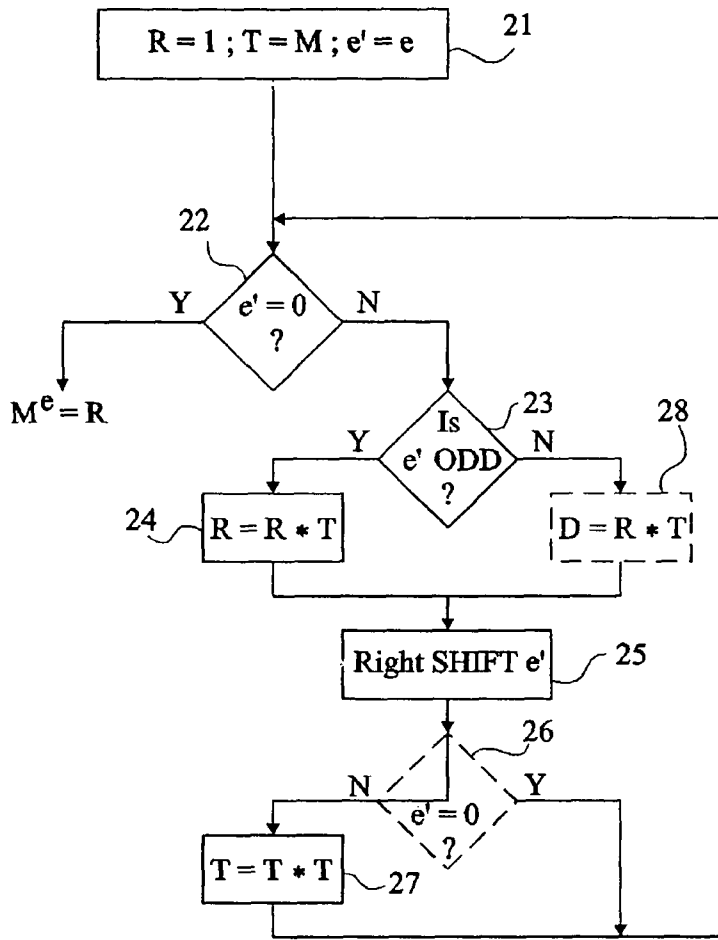 R = 1 ; T = M ; e' = e
21
22
e' = 0
?
Y
N
M^e = R
23
Is
e' ODD
?
Y
N
28
24
R = R * T
D = R * T
Right SHIFT e'
25
26
N
e' = 0
?
Y
T = T * T
27